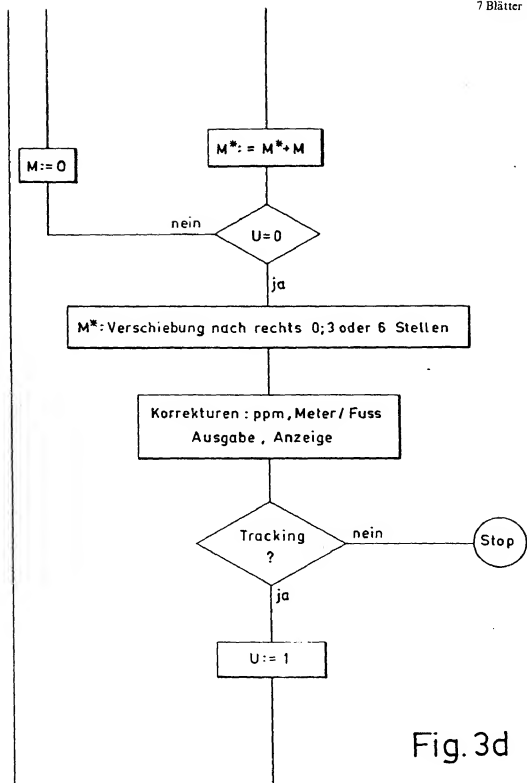 7 Blätter
M:=0
M*:= M*+M
nein
U=0
ja
M*:Verschiebung nach rechts 0;3 oder 6 Stellen
Korrekturen: ppm, Meter/Fuss
Ausgabe, Anzeige
Tracking
?
nein
Stop
ja
U:=1
Fig. 3d